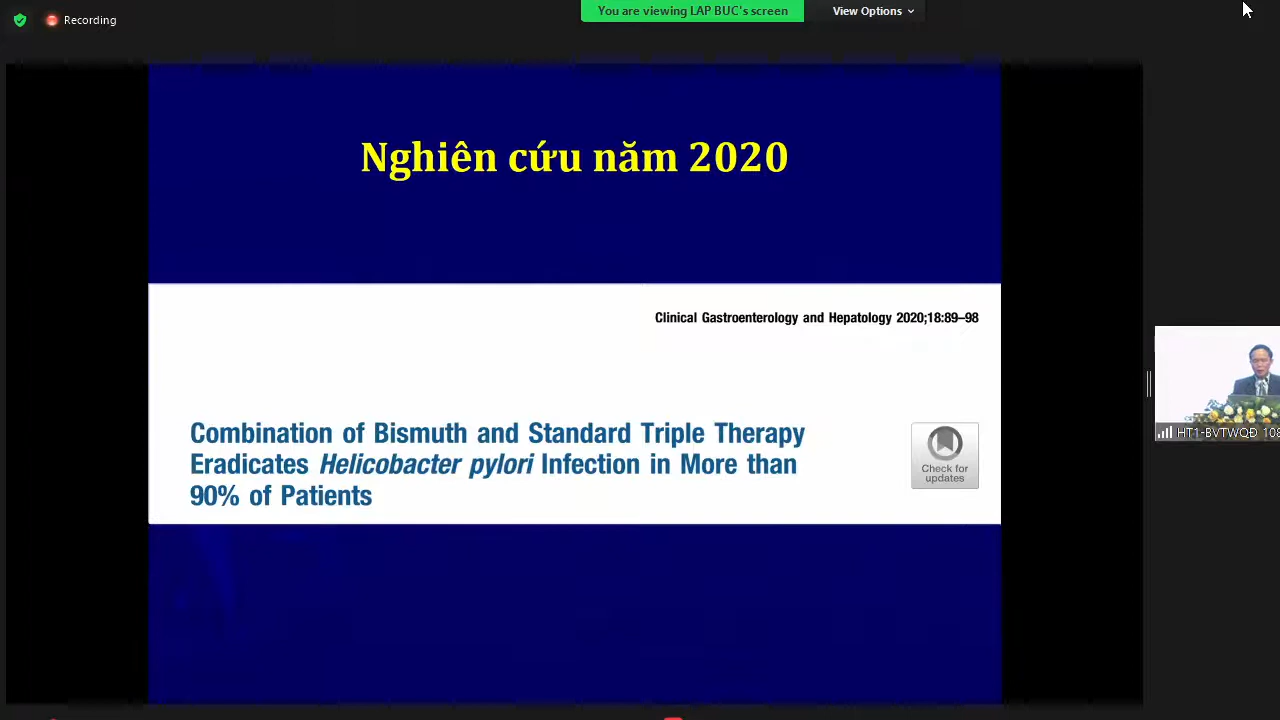 Recording
You are viewing LAP BUC's screen
View Options
Nghiên cứu năm 2020
Clinical Gastroenterology and Hepatology 2020;18:89–98
Combination of Bismuth and Standard Triple Therapy
Eradicates Helicobacter pylori Infection in More than
90% of Patients
Check for
updates
HT1-BVTWQĐ 108